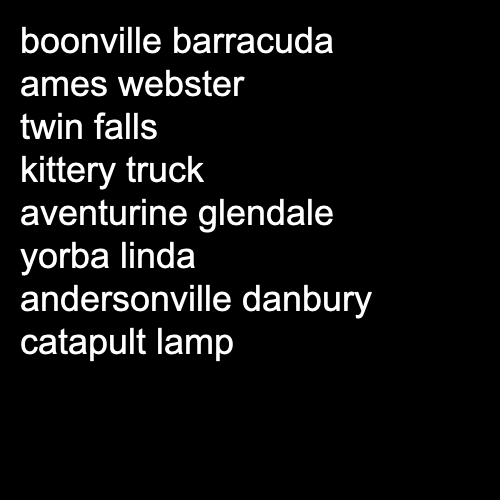 boonville barracuda
ames webster
twin falls
kittery truck
aventurine glendale
yorba linda
andersonville danbury
catapult lamp